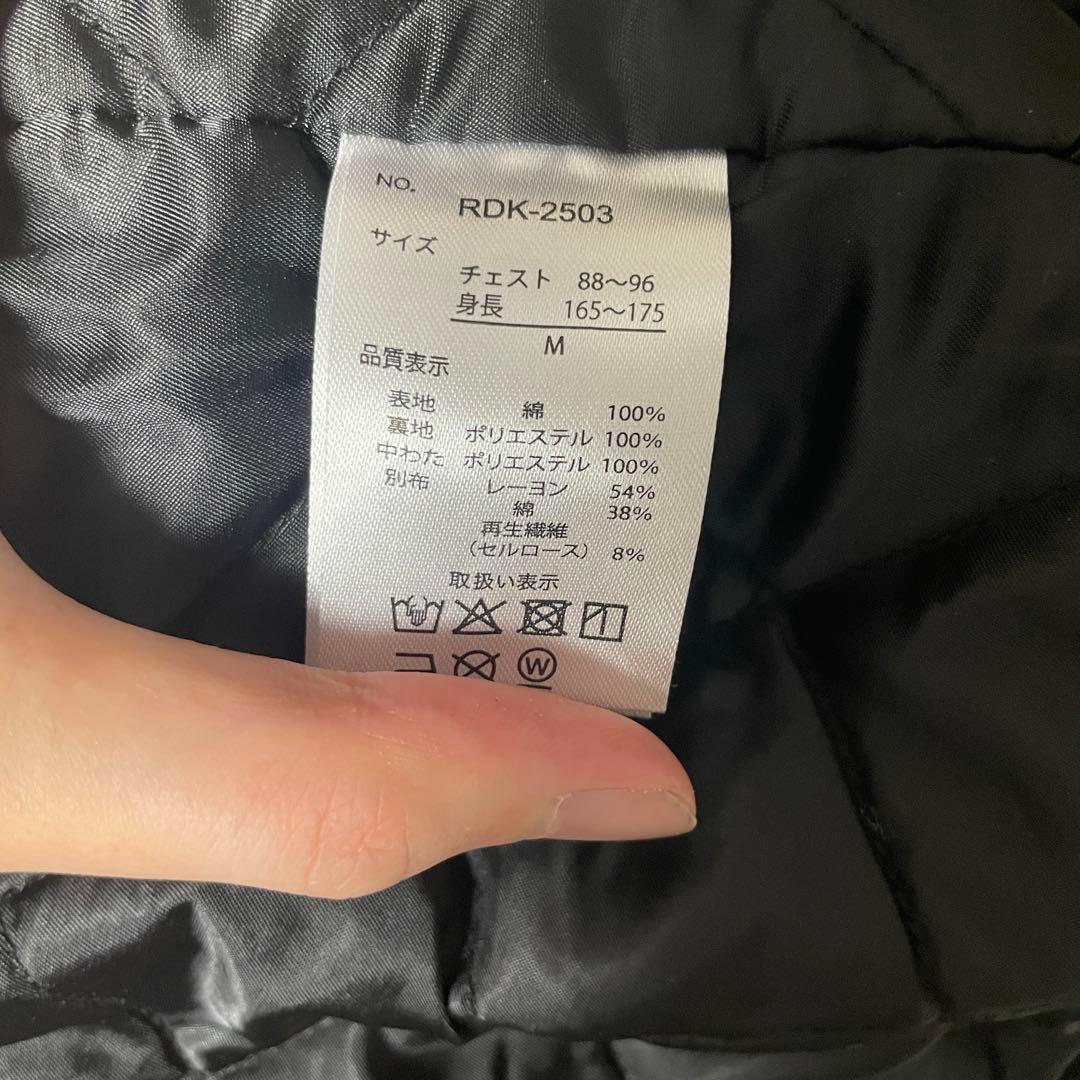 NO.
RDK-2503
サイズ
チェスト 88〜96
身長 165〜175
M
品質表示
表地 綿 100%
裏地 ポリエステル 100%
中わた ポリエステル 100%
別布 レーヨン 54%
綿 38%
再生繊維
(セルロース) 8%
取扱い表示
W